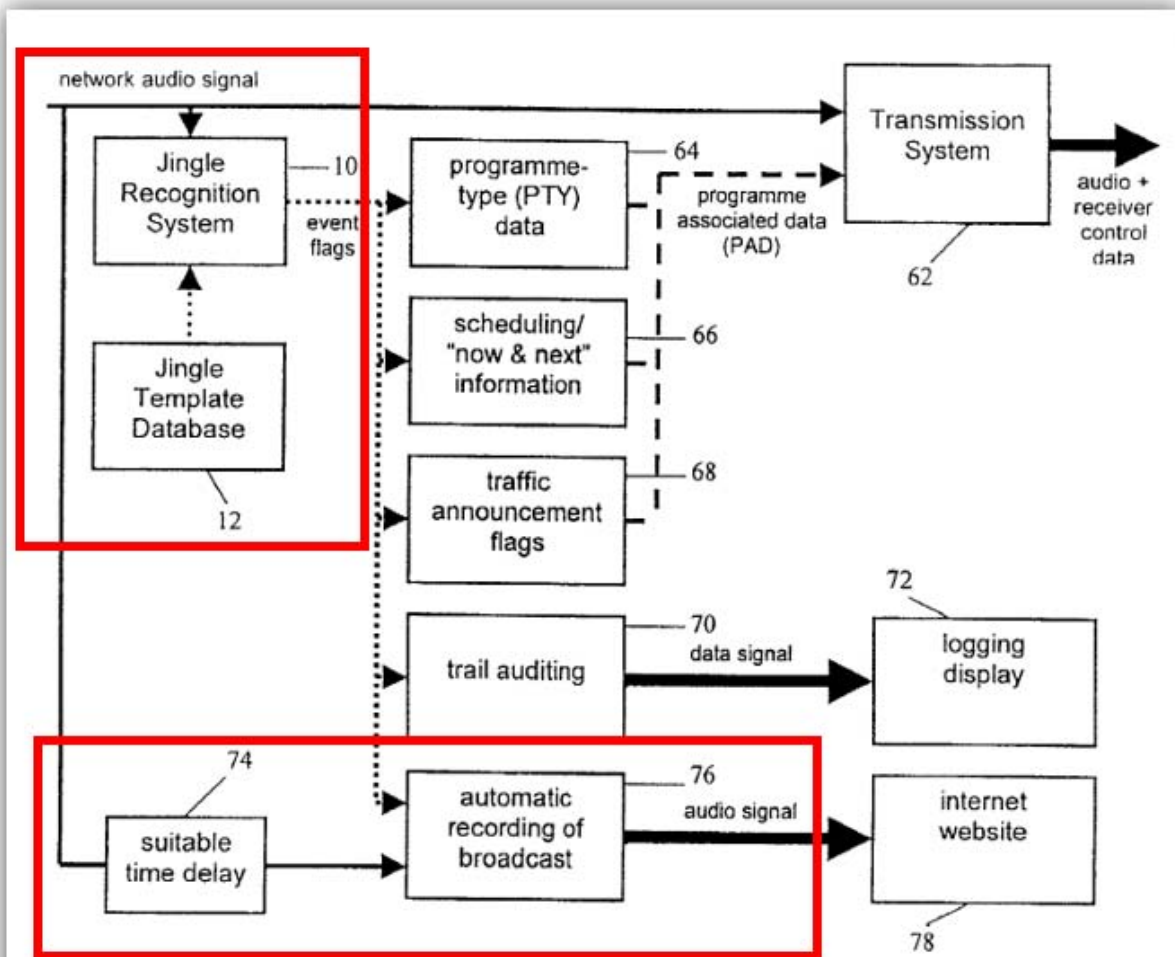 network audio signal
Jingle
Recognition
System
10
event
flags
Jingle
Template
Database
12
programme-
type (PTY)
data
64
scheduling/
"now & next"
information
66
traffic
announcement
flags
68
programme
associated data
(PAD)
Transmission
System
62
audio +
receiver
control
data
trail auditing
70
data signal
72
logging
display
74
suitable
time delay
automatic
recording of
broadcast
76
audio signal
internet
website
78